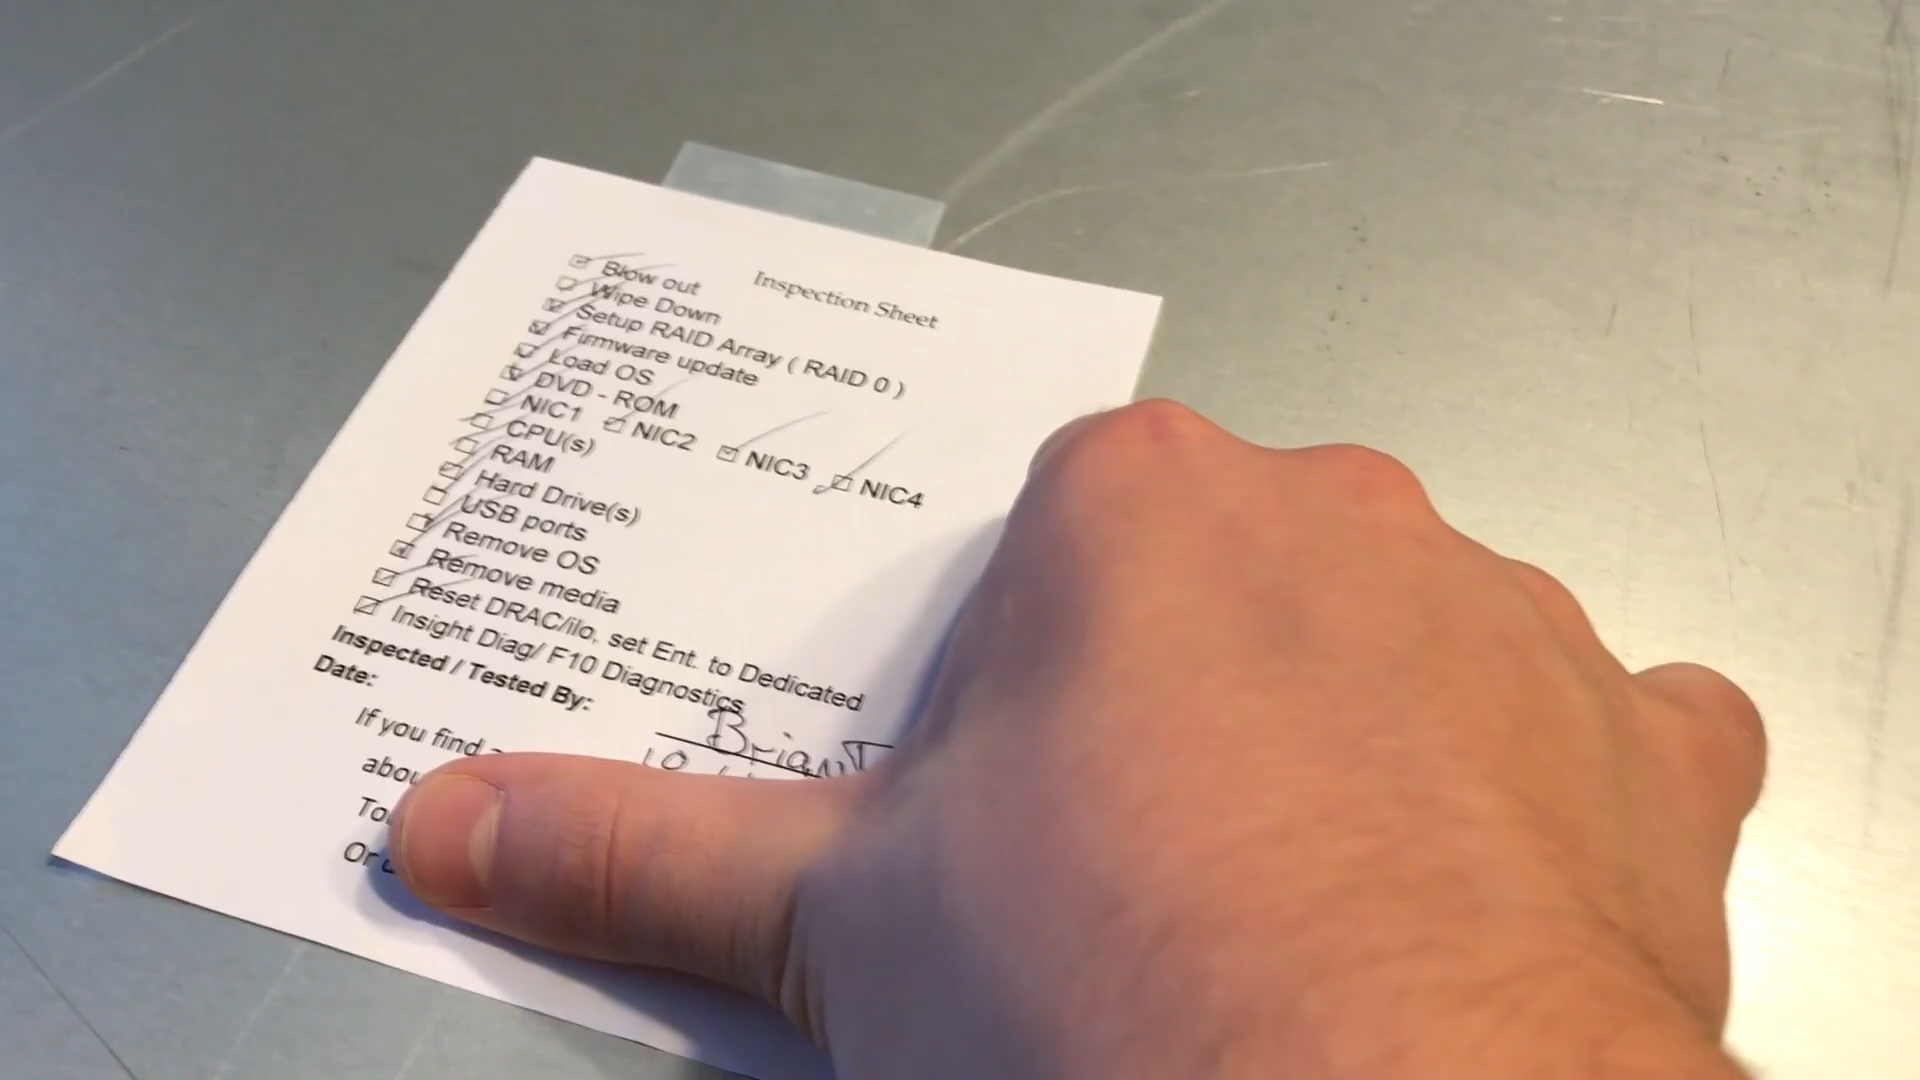 Inspection Sheet
Blow out
Wipe Down
Setup RAID Array ( RAID 0 )
Firmware update
Load OS
DVD - ROM
NIC1 NIC2 NIC3 NIC4
CPU(s)
RAM
Hard Drive(s)
USB ports
Remove OS
Remove media
Reset DRAC/ilo, set Ent. to Dedicated
Insight Diag/ F10 Diagnostics
Inspected / Tested By: Brian T
Date: 10
If you find
Or